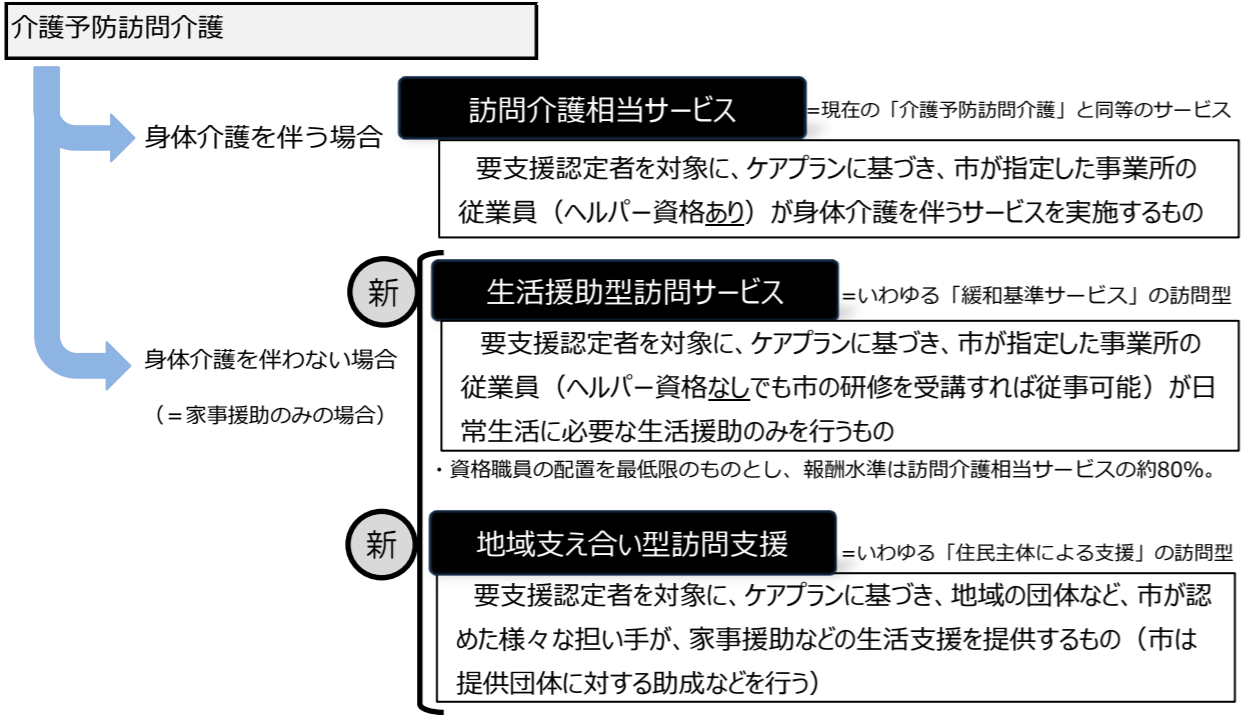 介護予防訪問介護
身体介護を伴う場合
訪問介護相当サービス
=現在の「介護予防訪問介護」と同等のサービス
要支援認定者を対象に、ケアプランに基づき、市が指定した事業所の
従業員（ヘルパー資格あり）が身体介護を伴うサービスを実施するもの
新
生活援助型訪問サービス
=いわゆる「緩和基準サービス」の訪問型
身体介護を伴わない場合
（＝家事援助のみの場合）
要支援認定者を対象に、ケアプランに基づき、市が指定した事業所の
従業員（ヘルパー資格なしでも市の研修を受講すれば従事可能）が日
常生活に必要な生活援助のみを行うもの
・資格職員の配置を最低限のものとし、報酬水準は訪問介護相当サービスの約80%。
新
地域支え合い型訪問支援
=いわゆる「住民主体による支援」の訪問型
要支援認定者を対象に、ケアプランに基づき、地域の団体など、市が認
めた様々な担い手が、家事援助などの生活支援を提供するもの（市は
提供団体に対する助成などを行う）